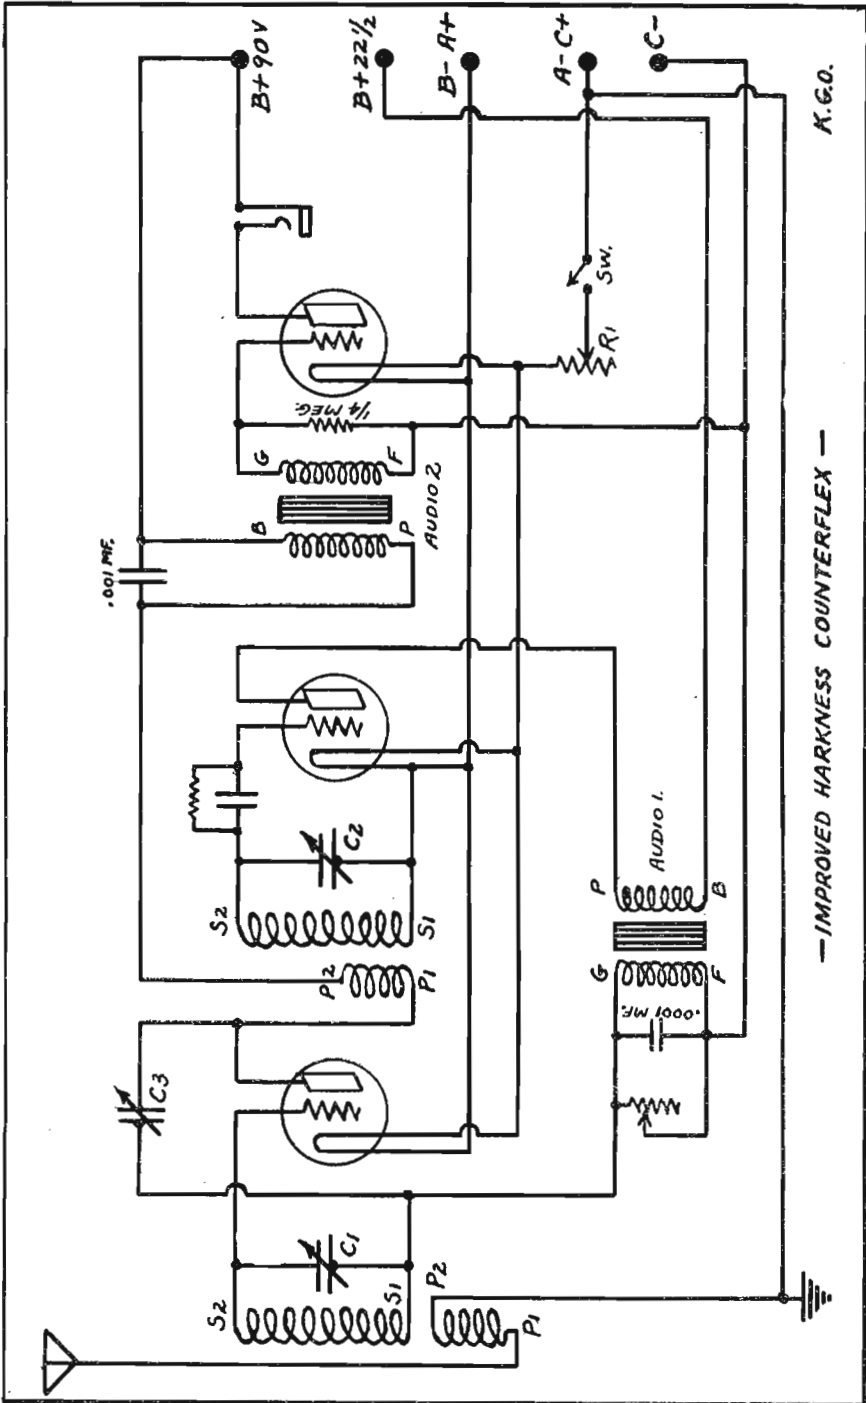 .001 MF.
C3
B+90V
B+22½
B- A+
A- C+
C-
1/4 MEG.
G
F
B
P
AUDIO 2
S2
S1
C1
P2
P1
P2
P1
S2
S1
C2
SW.
R1
G
F
P
B
.0001 MF.
AUDIO 1.
—IMPROVED HARKNESS COUNTERFLEX—
K.G.O.